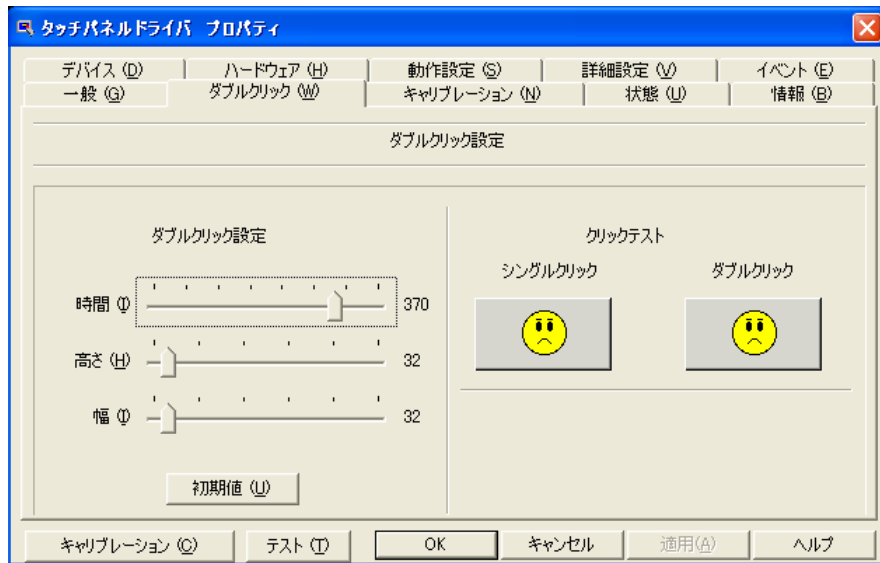 タッチパネルドライバ プロパティ
デバイス (D) ハードウェア (H) 動作設定 (S) 詳細設定 (V) イベント (E)
一般 (G) ダブルクリック (W) キャリブレーション (N) 状態 (U) 情報 (B)
ダブルクリック設定
ダブルクリック設定
時間 (I) 370
高さ (H) 32
幅 (I) 32
初期値 (U)
クリックテスト
シングルクリック ダブルクリック
キャリブレーション (C) テスト (T) OK キャンセル 適用(A) ヘルプ